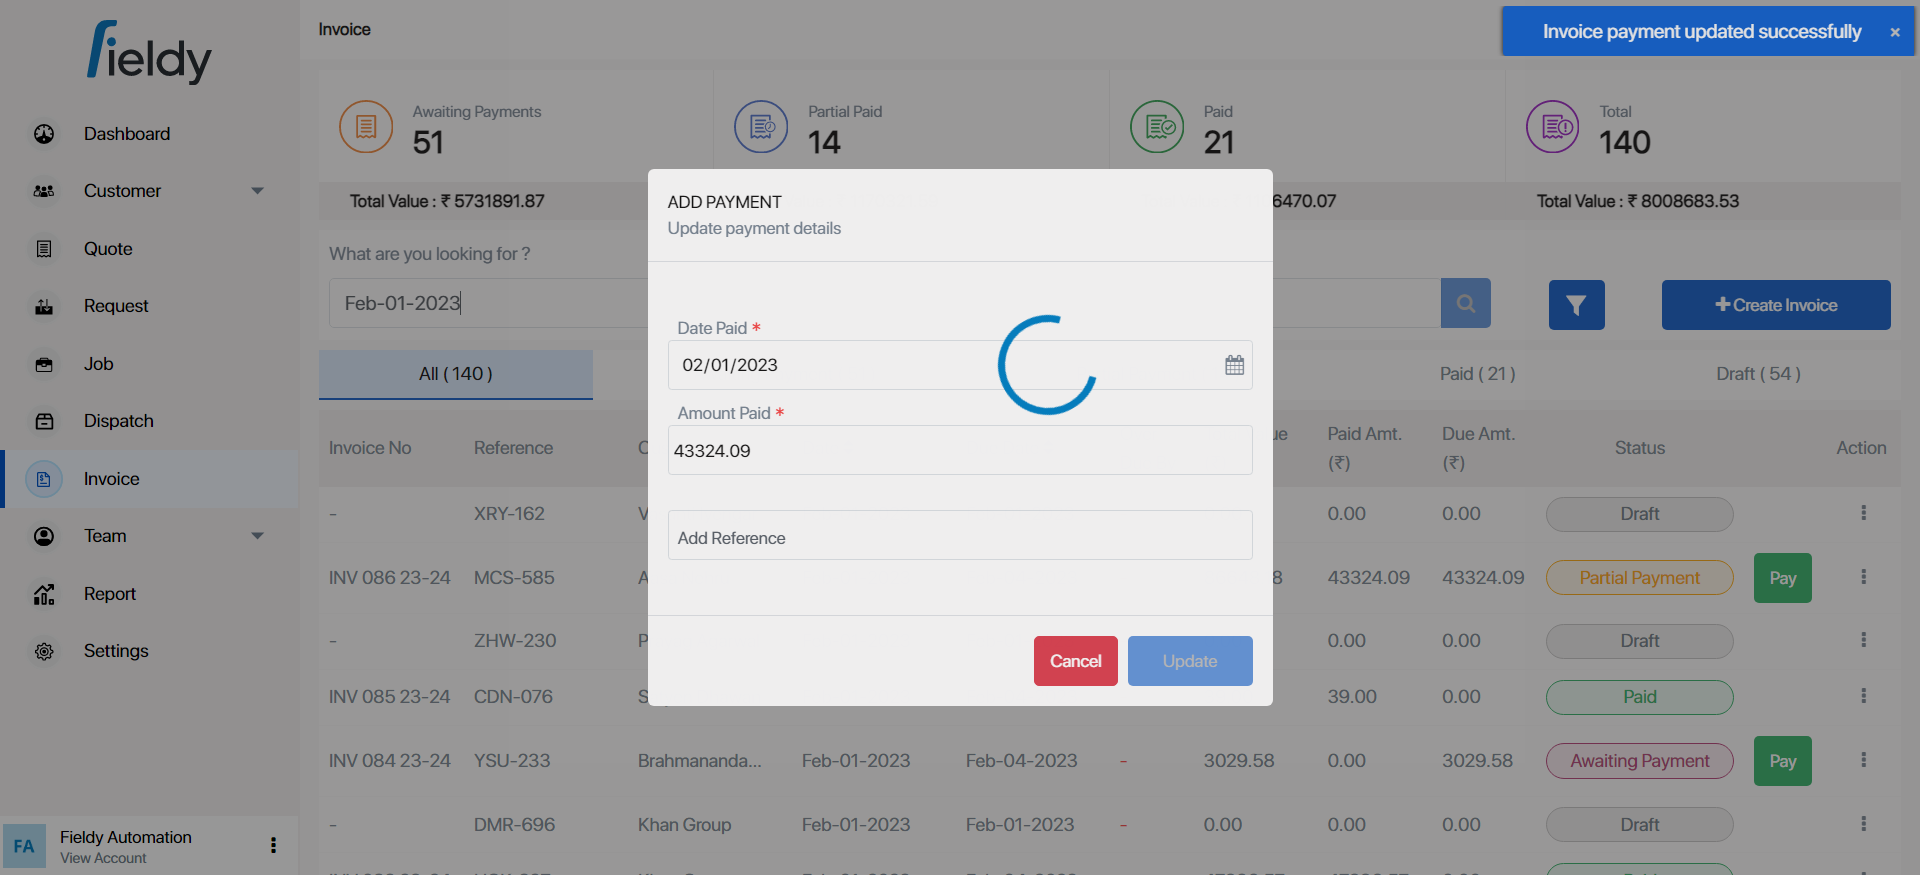 fieldy
Dashboard
Customer
Quote
Request
Job
Dispatch
Invoice
Team
Report
Settings
FA
Fieldy Automation
View Account
Invoice
Invoice payment updated successfully ×
Awaiting Payments
51
Partial Paid
14
Paid
21
Total
140
Total Value : ₹ 5731891.87
6470.07
Total Value : ₹ 8008683.53
What are you looking for ?
Feb-01-2023
Create Invoice
All ( 140 )
Paid ( 21 )
Draft ( 54 )
ADD PAYMENT
Update payment details
Date Paid *
02/01/2023
Amount Paid *
43324.09
Add Reference
Cancel Update
Invoice No Reference C ue Paid Amt. (₹) Due Amt. (₹) Status Action
- XRY-162 V 0.00 0.00 Draft
INV 086 23-24 MCS-585 A 8 43324.09 43324.09 Partial Payment Pay
- ZHW-230 P 0.00 0.00 Draft
INV 085 23-24 CDN-076 S 39.00 0.00 Paid
INV 084 23-24 YSU-233 Brahmananda... Feb-01-2023 Feb-04-2023 - 3029.58 0.00 3029.58 Awaiting Payment Pay
- DMR-696 Khan Group Feb-01-2023 Feb-01-2023 - 0.00 0.00 0.00 Draft